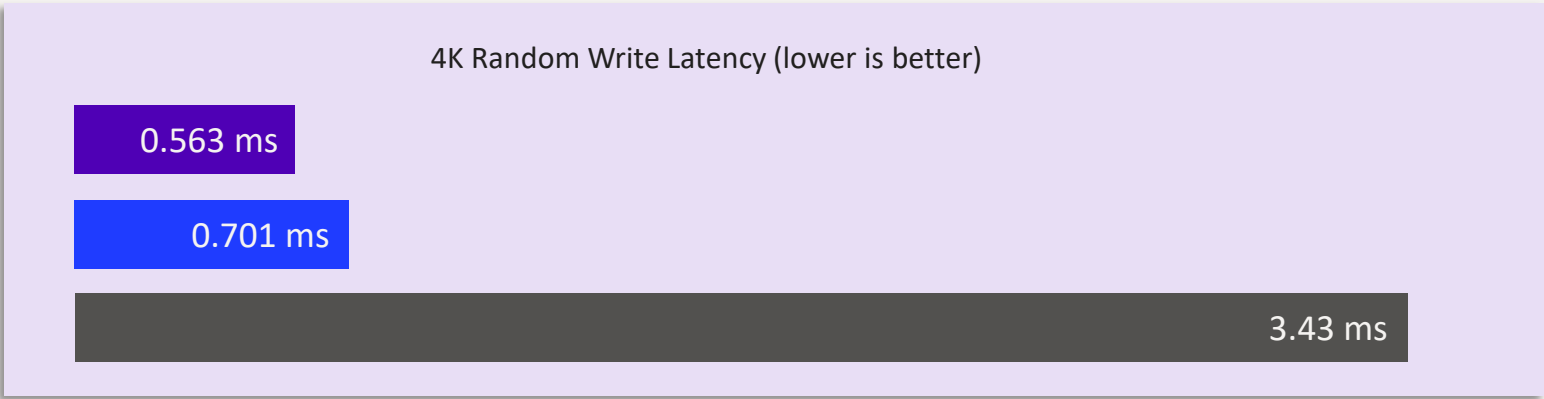 4K Random Write Latency (lower is better)
0.563 ms
0.701 ms
3.43 ms